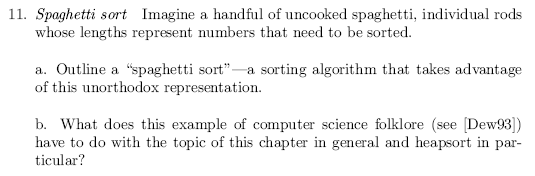 11. Spaghetti sort Imagine a handful of uncooked spaghetti, individual rods
whose lengths represent numbers that need to be sorted.
a. Outline a “spaghetti sort”—a sorting algorithm that takes advantage
of this unorthodox representation.
b. What does this example of computer science folklore (see [Dew93])
have to do with the topic of this chapter in general and heapsort in par-
ticular?